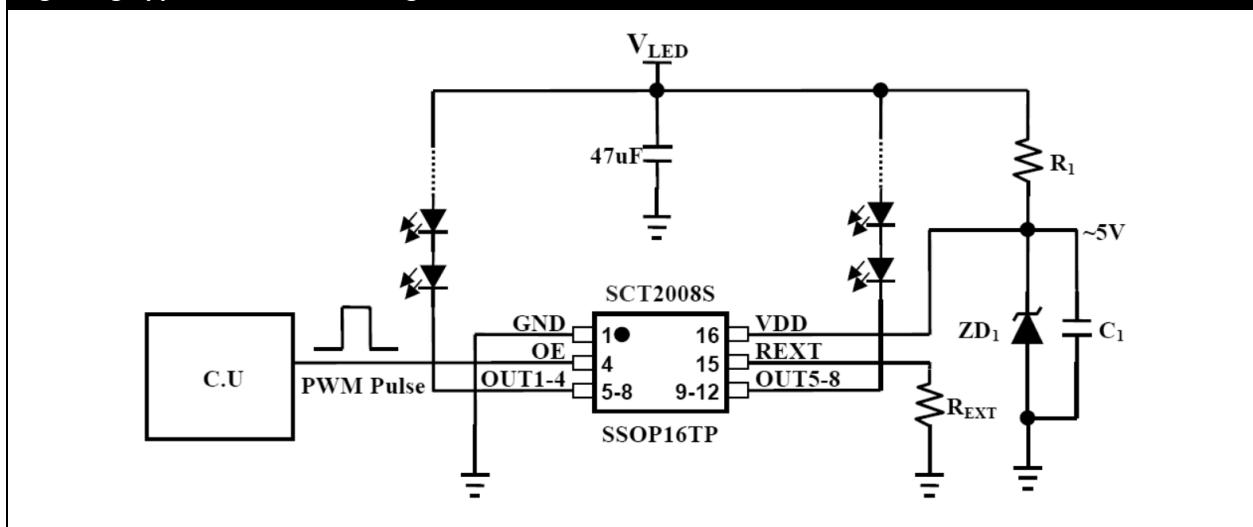 V_LED
47uF
R₁
~5V
SCT2008S
GND
1
16
VDD
OE
4
15
REXT
C.U
PWM Pulse
OUT1-4
5-8
9-12
OUT5-8
ZD₁
C₁
R_EXT
SSOP16TP